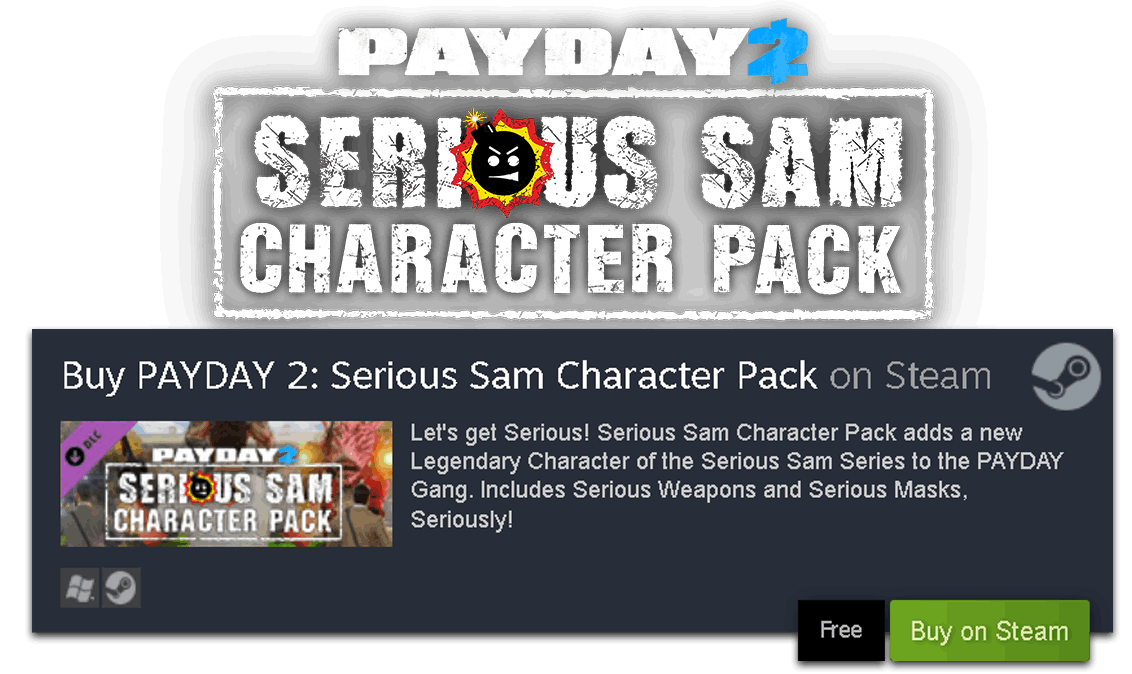 PAYDAY 2
SERIOUS SAM
CHARACTER PACK
Buy PAYDAY 2: Serious Sam Character Pack on Steam
DLC
PAYDAY 2
SERIOUS SAM
CHARACTER PACK
Let's get Serious! Serious Sam Character Pack adds a new
Legendary Character of the Serious Sam Series to the PAYDAY
Gang. Includes Serious Weapons and Serious Masks,
Seriously!
Free
Buy on Steam